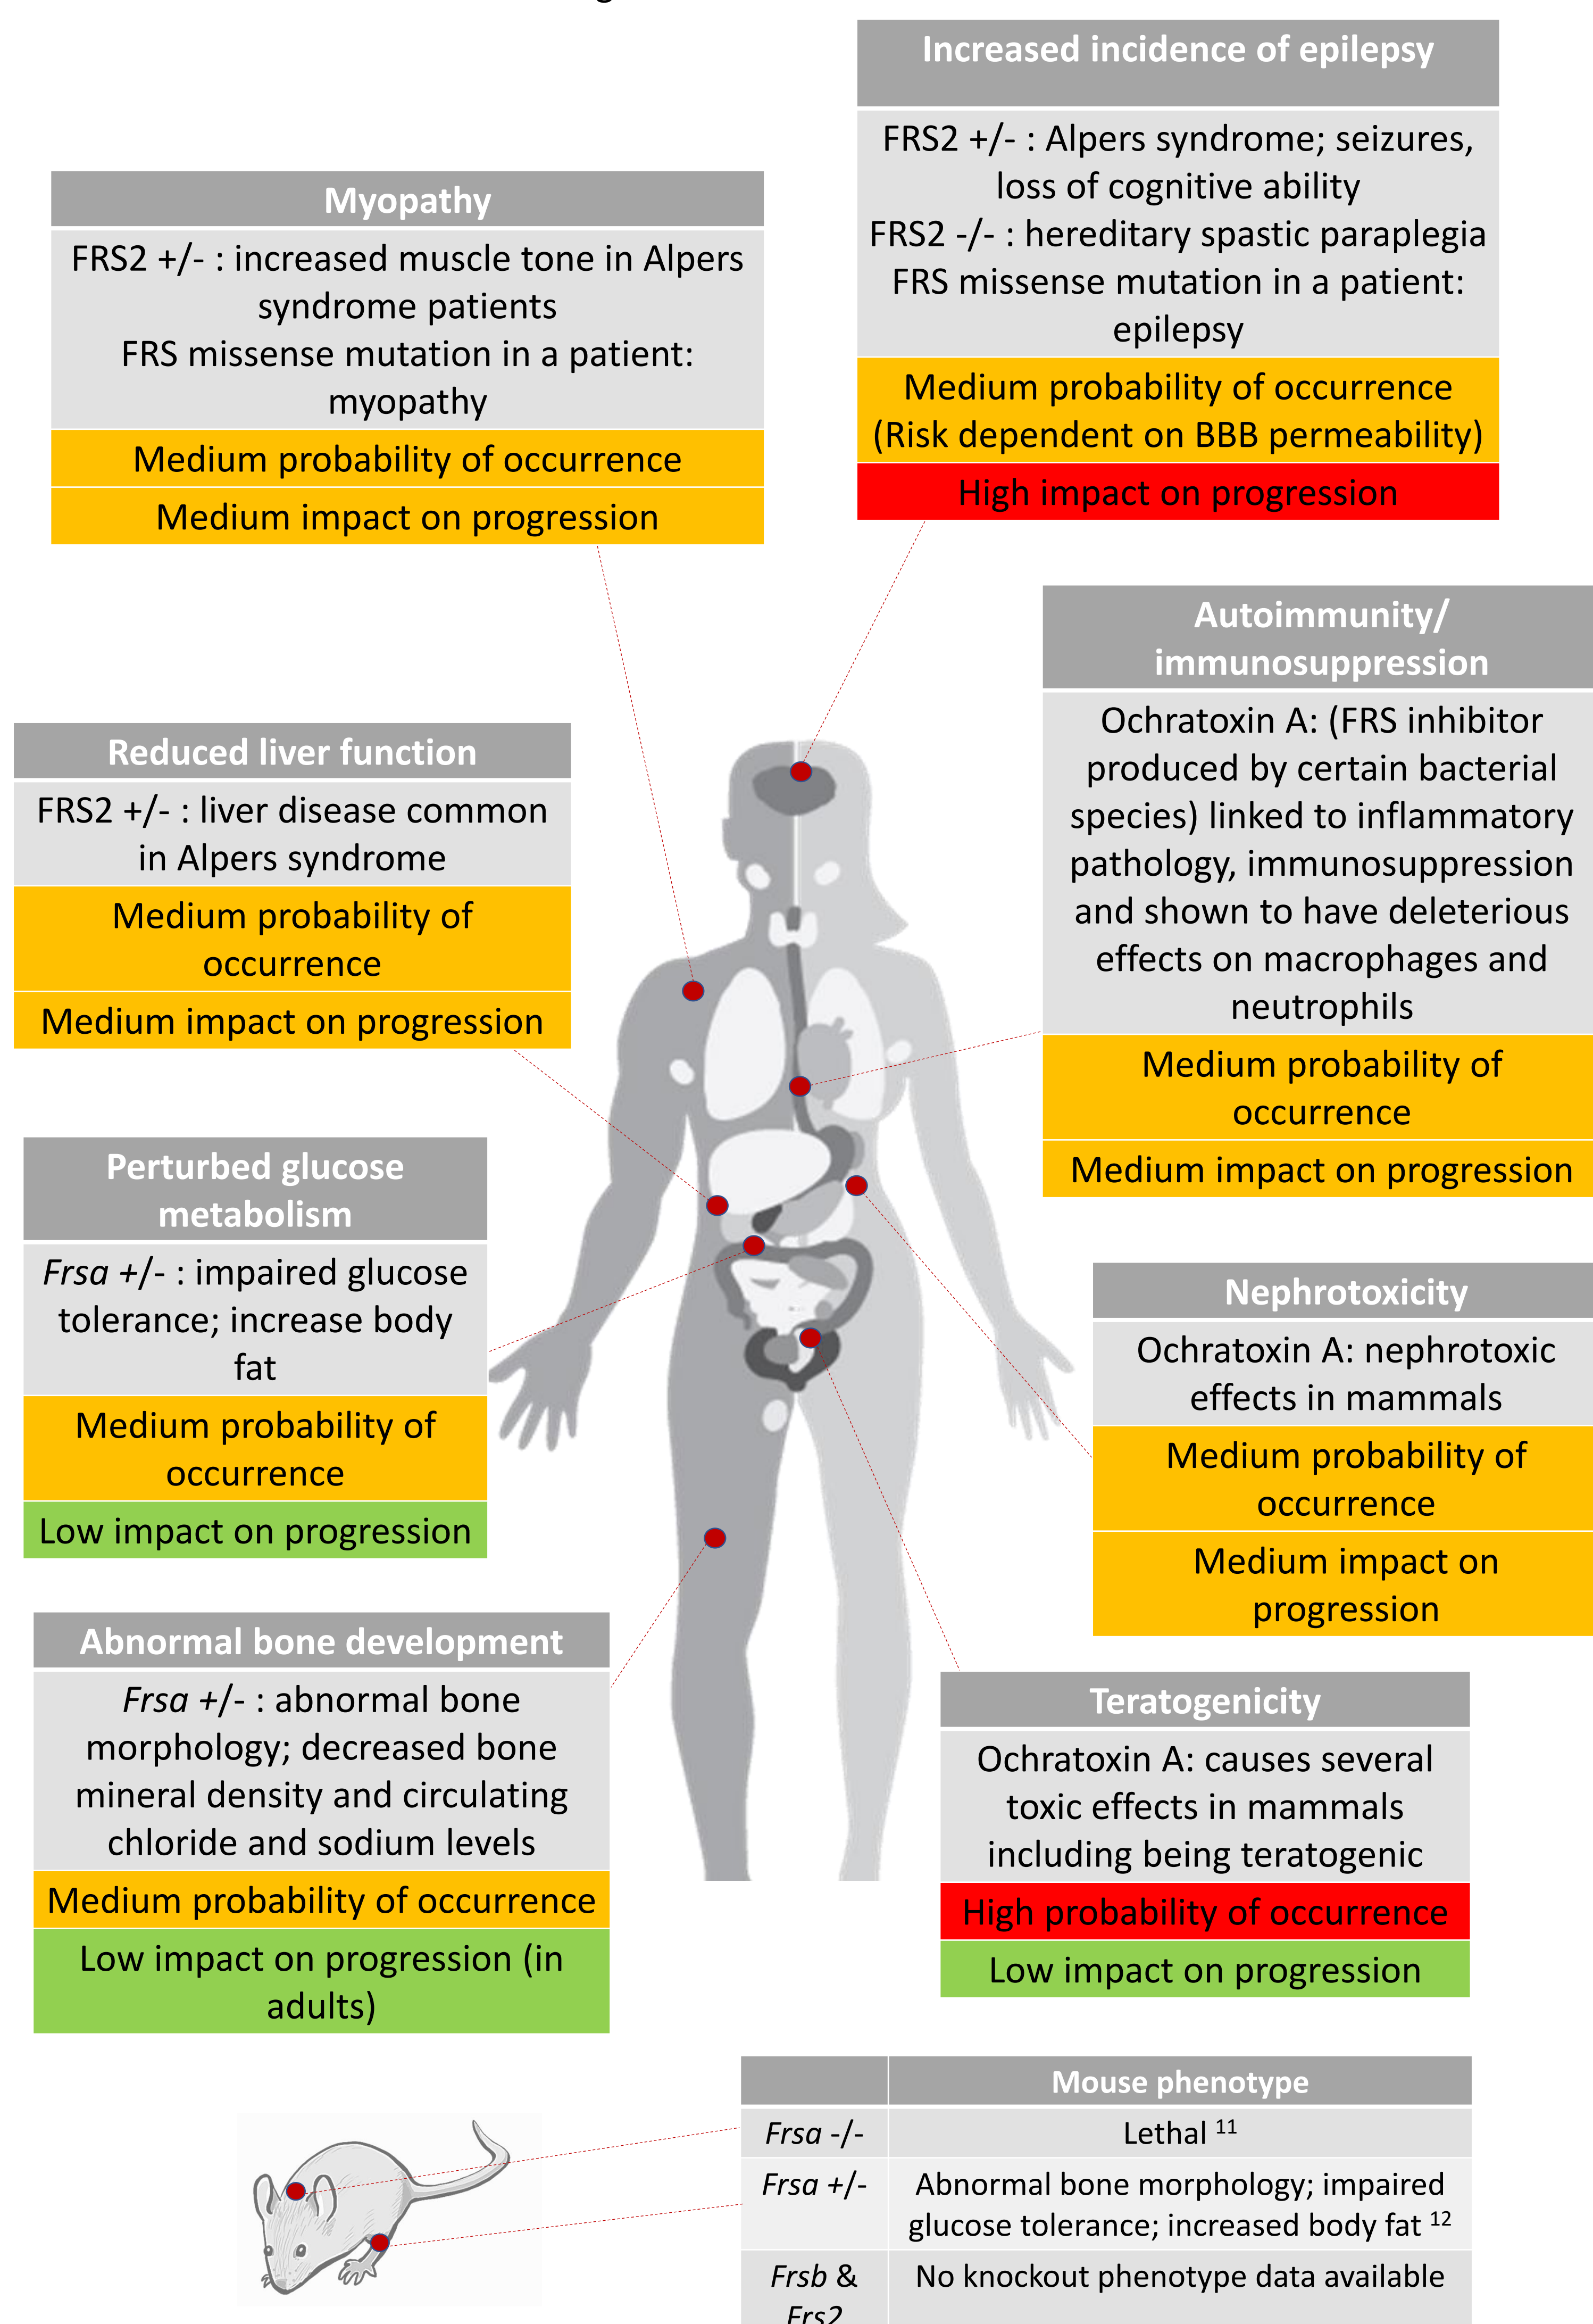 Increased incidence of epilepsy
FRS2 +/- : Alpers syndrome; seizures,
loss of cognitive ability
FRS2 -/- : hereditary spastic paraplegia
FRS missense mutation in a patient:
epilepsy
Medium probability of occurrence
(Risk dependent on BBB permeability)
High impact on progression
Myopathy
FRS2 +/- : increased muscle tone in Alpers
syndrome patients
FRS missense mutation in a patient:
myopathy
Medium probability of occurrence
Medium impact on progression
Autoimmunity/
immunosuppression
Ochratoxin A: (FRS inhibitor
produced by certain bacterial
species) linked to inflammatory
pathology, immunosuppression
and shown to have deleterious
effects on macrophages and
neutrophils
Medium probability of
occurrence
Medium impact on progression
Reduced liver function
FRS2 +/- : liver disease common
in Alpers syndrome
Medium probability of
occurrence
Medium impact on progression
Perturbed glucose
metabolism
Frsa +/- : impaired glucose
tolerance; increase body
fat
Medium probability of
occurrence
Low impact on progression
Nephrotoxicity
Ochratoxin A: nephrotoxic
effects in mammals
Medium probability of
occurrence
Medium impact on
progression
Abnormal bone development
Frsa +/- : abnormal bone
morphology; decreased bone
mineral density and circulating
chloride and sodium levels
Medium probability of occurrence
Low impact on progression (in
adults)
Teratogenicity
Ochratoxin A: causes several
toxic effects in mammals
including being teratogenic
High probability of occurrence
Low impact on progression
Mouse phenotype
Frsa -/- Lethal 11
Frsa +/- Abnormal bone morphology; impaired
glucose tolerance; increased body fat 12
Frsb & No knockout phenotype data available
Frs2